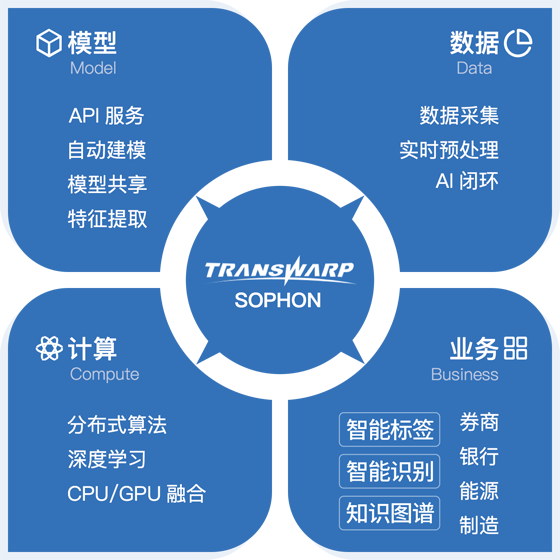 模型
Model
API 服务
自动建模
模型共享
特征提取
数据
Data
数据采集
实时预处理
AI 闭环
TRANSWARP
SOPHON
计算
Compute
分布式算法
深度学习
CPU/GPU 融合
业务
Business
智能标签
智能识别
知识图谱
券商
银行
能源
制造